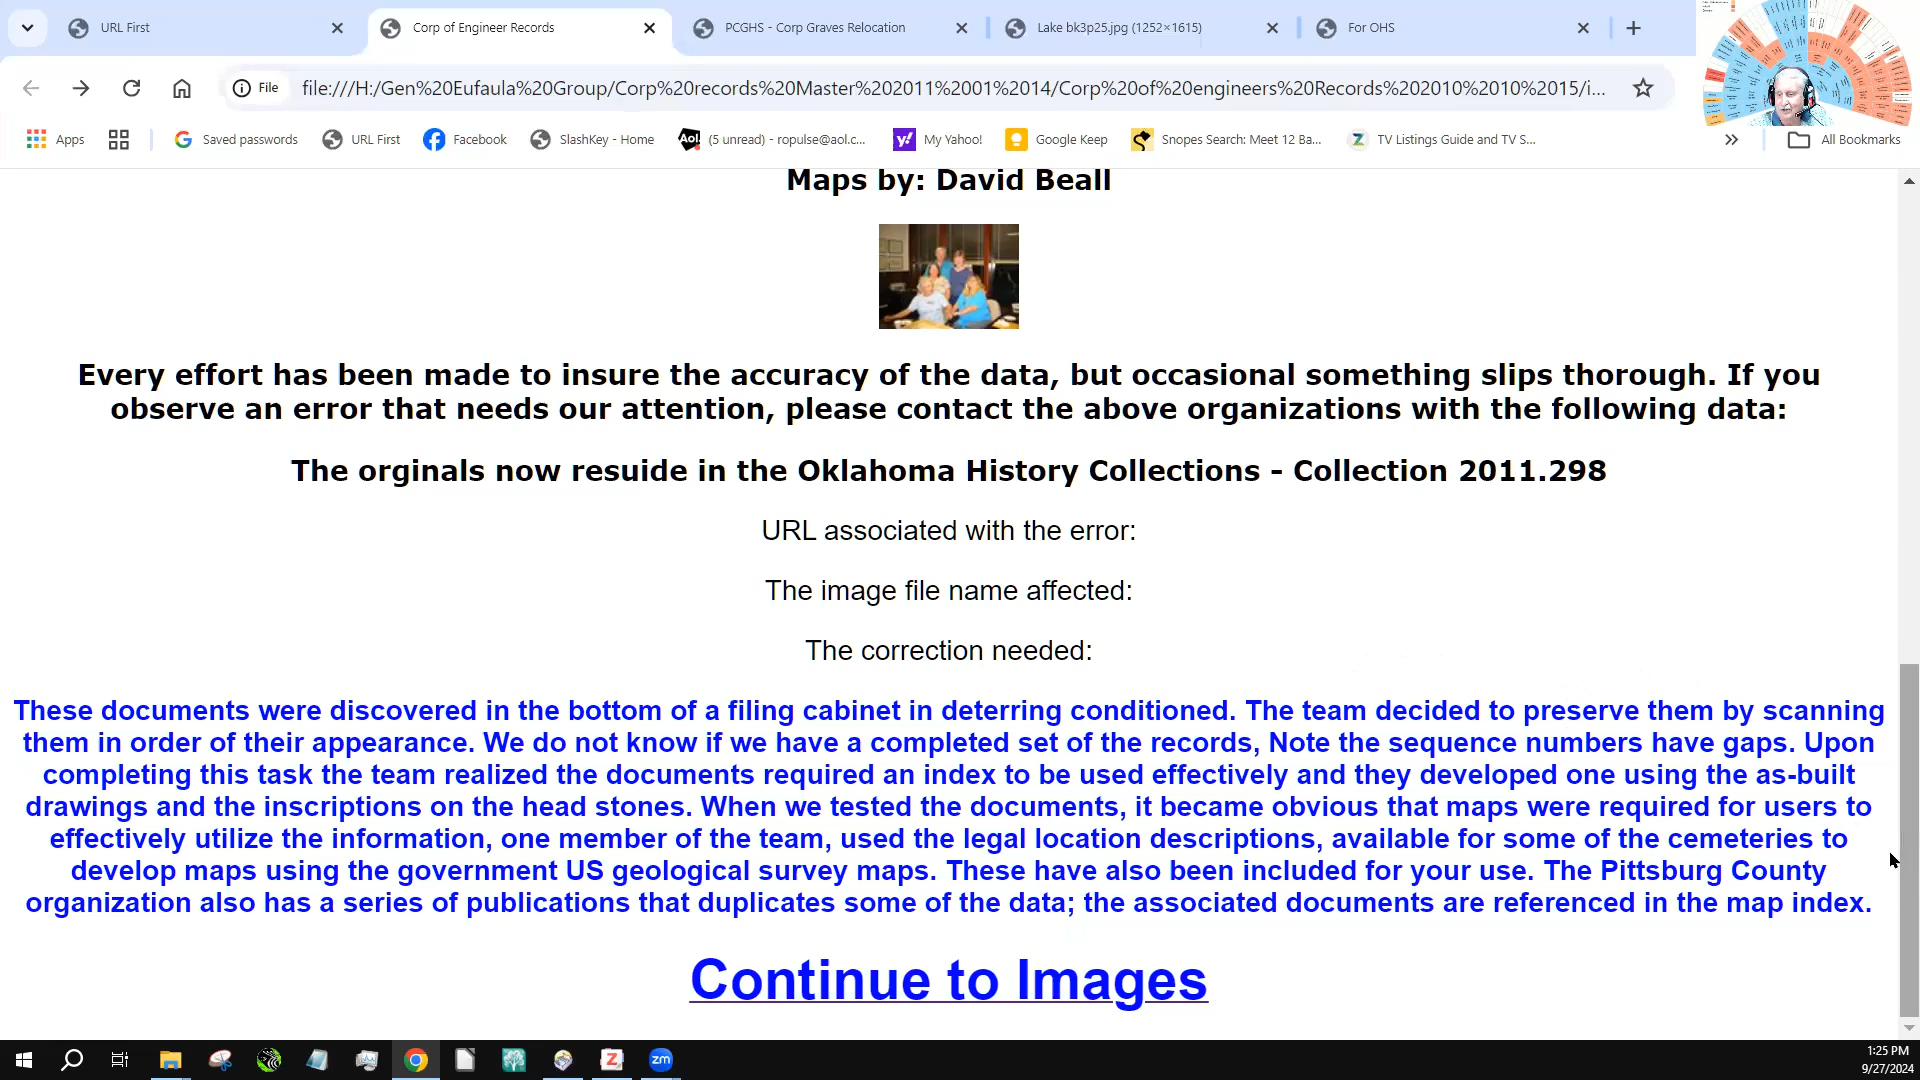 URL First
Corp of Engineer Records
PCGHS - Corp Graves Relocation
Lake bk3p25.jpg (1252×1615)
For OHS
File
file:///H:/Gen%20Eufaula%20Group/Corp%20records%20Master%202011%2001%2014/Corp%20of%20engineers%20Records%202010%2010%2015/i...
Apps
Saved passwords
URL First
Facebook
SlashKey - Home
Aol.
(5 unread) - ropulse@aol.c...
y!
My Yahoo!
Google Keep
Snopes Search: Meet 12 Ba...
TV Listings Guide and TV S...
All Bookmarks
Maps by: David Beall
Every effort has been made to insure the accuracy of the data, but occasional something slips thorough. If you
observe an error that needs our attention, please contact the above organizations with the following data:
The orginals now resuide in the Oklahoma History Collections - Collection 2011.298
URL associated with the error:
The image file name affected:
The correction needed:
These documents were discovered in the bottom of a filing cabinet in deterring conditioned. The team decided to preserve them by scanning
them in order of their appearance. We do not know if we have a completed set of the records, Note the sequence numbers have gaps. Upon
completing this task the team realized the documents required an index to be used effectively and they developed one using the as-built
drawings and the inscriptions on the head stones. When we tested the documents, it became obvious that maps were required for users to
effectively utilize the information, one member of the team, used the legal location descriptions, available for some of the cemeteries to
develop maps using the government US geological survey maps. These have also been included for your use. The Pittsburg County
organization also has a series of publications that duplicates some of the data; the associated documents are referenced in the map index.
Continue to Images
Z
zm
1:25 PM
9/27/2024